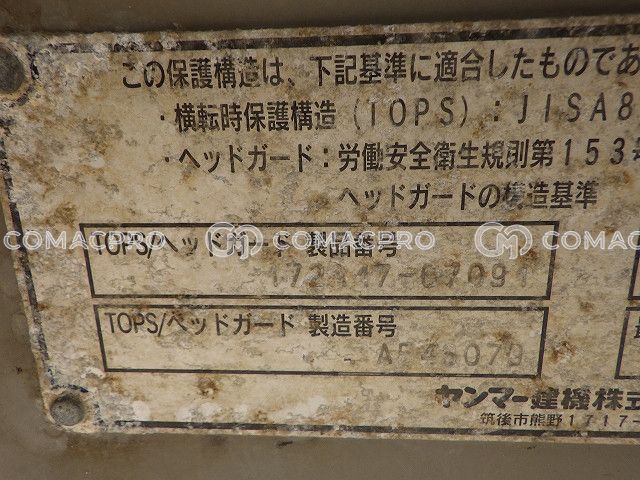 この保護構造は、下記基準に適合したものであ
・横転時保護構造 (TOPS) : JISA8
・ヘッドガード : 労働安全衛生規則第153
ヘッドガードの構造基準
TOPS/ヘッドガード 製品番号
TOPS/ヘッドガード 製造番号
ヤンマー建機株式
筑後市熊野1717-
COMACPRO COMACPRO COMACPRO